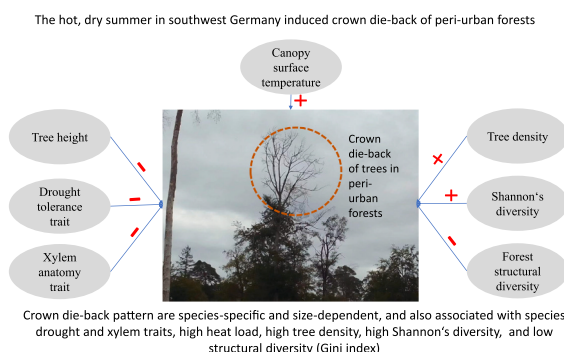 The hot, dry summer in southwest Germany induced crown die-back of peri-urban forests
Canopy
surface
temperature
+
Tree height
-
Drought
tolerance
trait
-
Xylem
anatomy
trait
-
Crown
die-back
of trees in
peri-
urban
forests
Tree density
+
Shannon‘s
diversity
+
Forest
structural
diversity
-
Crown die-back pattern are species-specific and size-dependent, and also associated with species
drought and xylem traits, high heat load, high tree density, high Shannon‘s diversity, and low
structural diversity (Gini index)